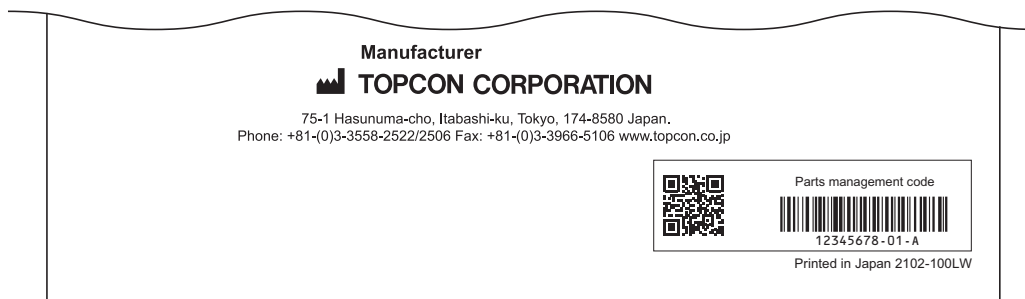 Manufacturer
TOPCON CORPORATION
75-1 Hasunuma-cho, Itabashi-ku, Tokyo, 174-8580 Japan.
Phone: +81-(0)3-3558-2522/2506 Fax: +81-(0)3-3966-5106 www.topcon.co.jp
Parts management code
12345678-01-A
Printed in Japan 2102-100LW